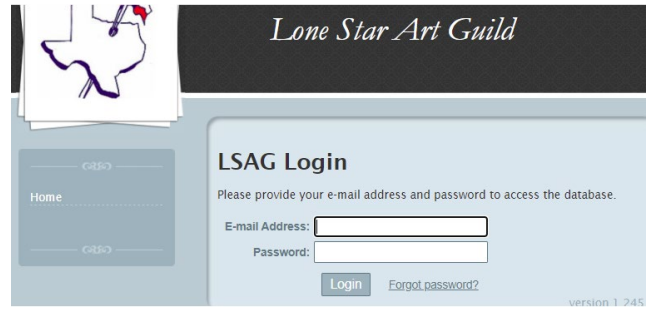 Lone Star Art Guild
Home
LSAG Login
Please provide your e-mail address and password to access the database.
E-mail Address:
Password:
Login Forgot password?
version 1.245